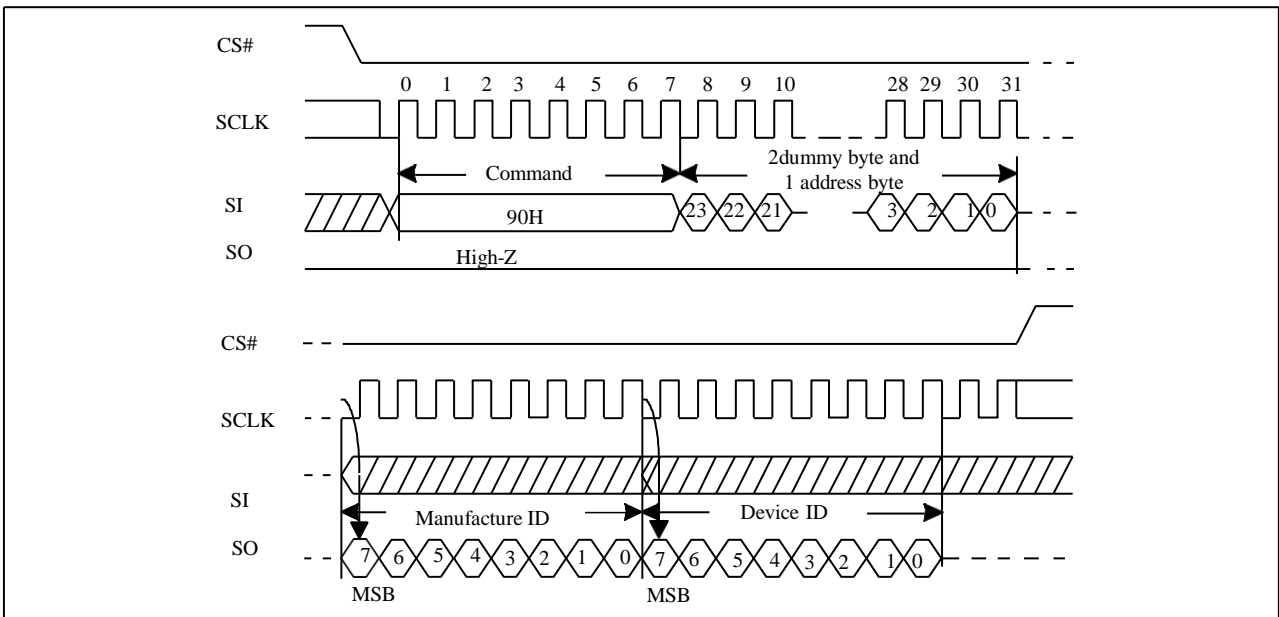 CS#
0 1 2 3 4 5 6 7 8 9 10 28 29 30 31
SCLK
2dummy byte and
1 address byte
Command
SI
90H
23 22 21 3 2 1 0
SO
High-Z
CS#
SCLK
SI
Manufacture ID
Device ID
SO
7 6 5 4 3 2 1 0 7 6 5 4 3 2 1 0
MSB
MSB